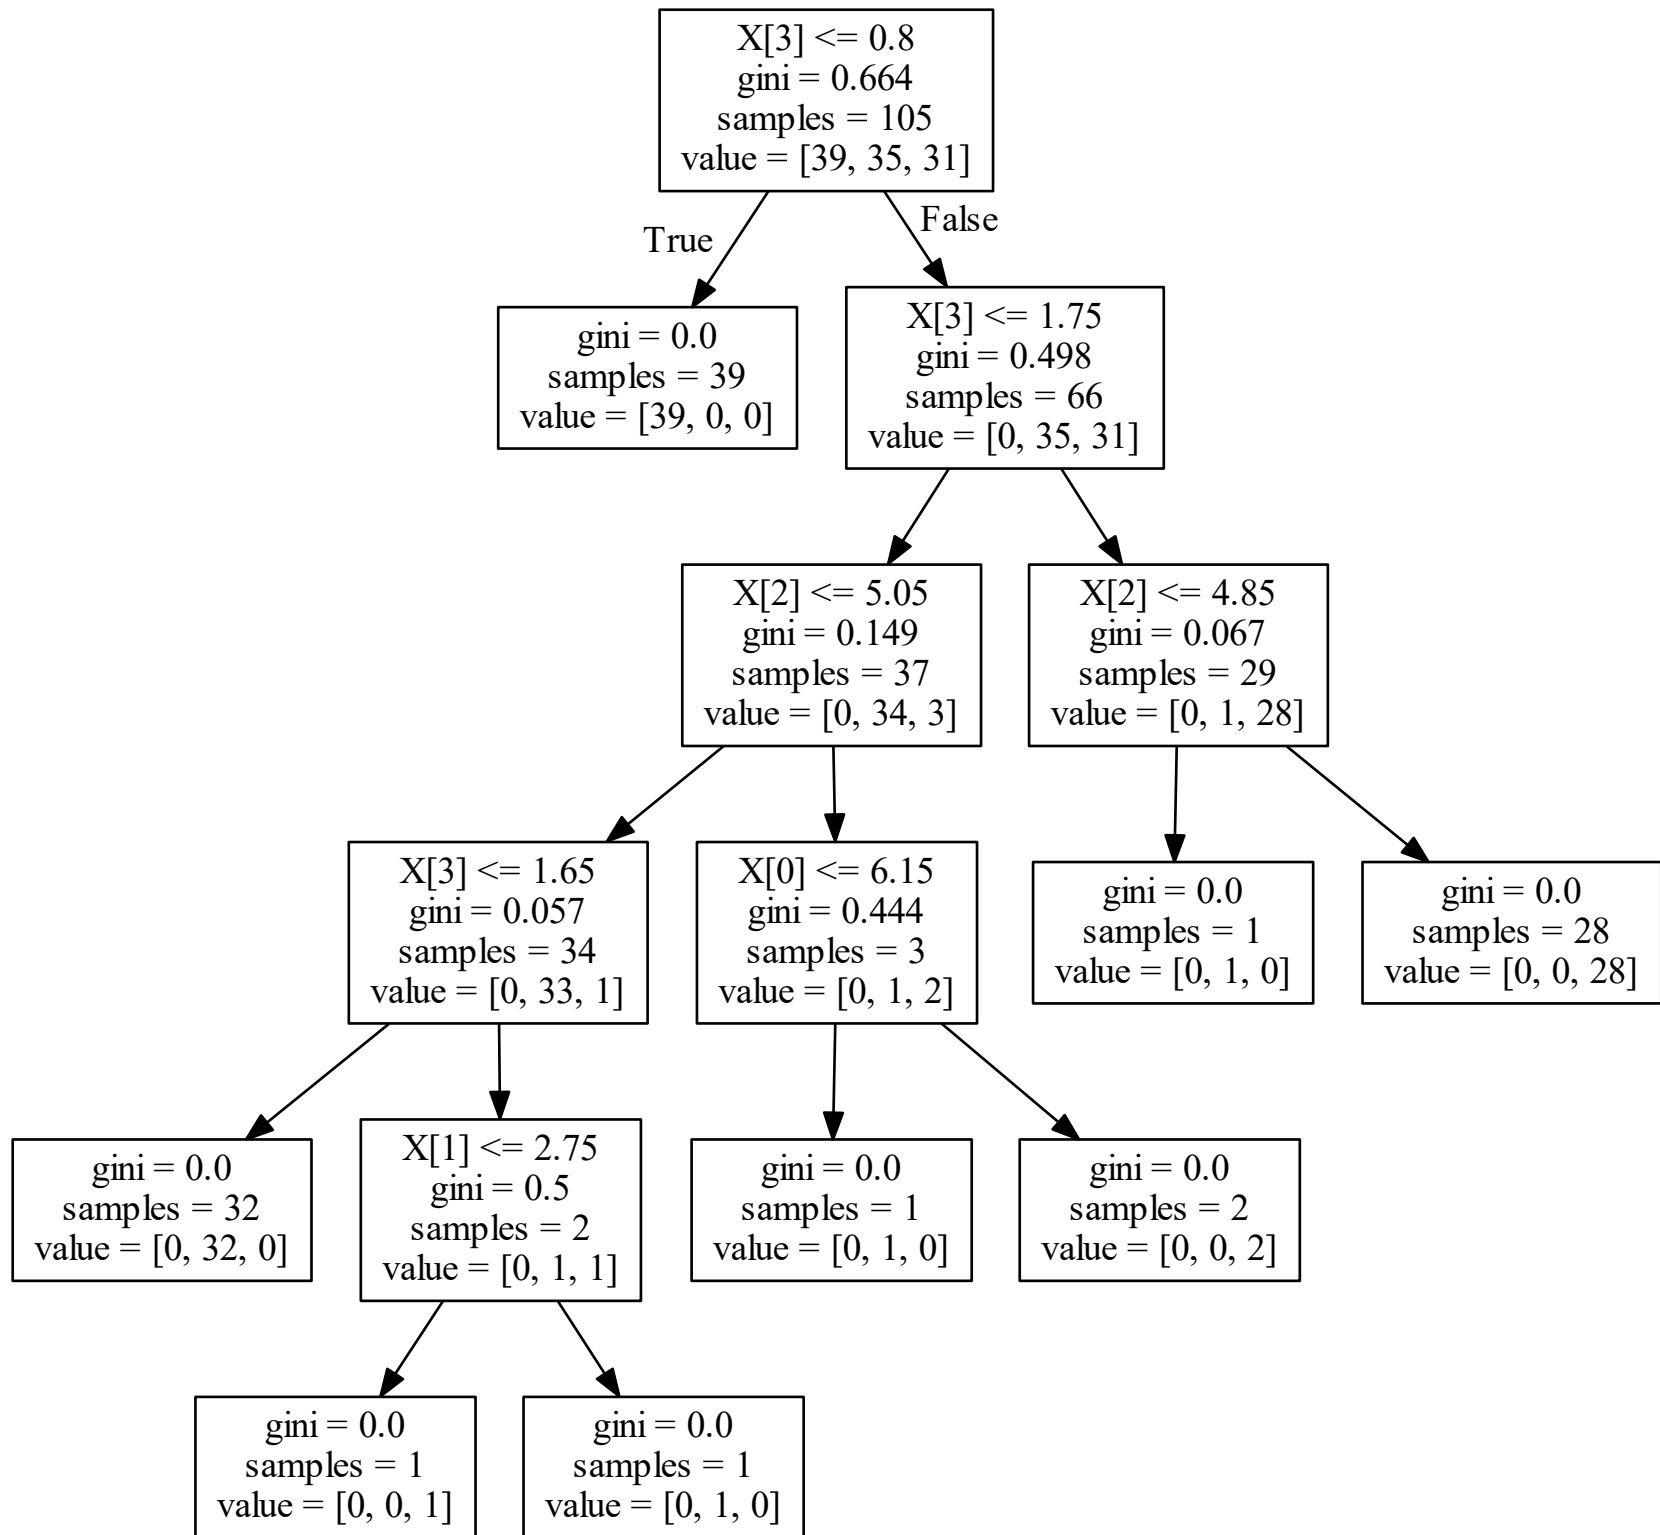 X[3] <= 0.8
gini = 0.664
samples = 105
value = [39, 35, 31]
True
False
gini = 0.0
samples = 39
value = [39, 0, 0]
X[3] <= 1.75
gini = 0.498
samples = 66
value = [0, 35, 31]
X[2] <= 5.05
gini = 0.149
samples = 37
value = [0, 34, 3]
X[2] <= 4.85
gini = 0.067
samples = 29
value = [0, 1, 28]
X[3] <= 1.65
gini = 0.057
samples = 34
value = [0, 33, 1]
X[0] <= 6.15
gini = 0.444
samples = 3
value = [0, 1, 2]
gini = 0.0
samples = 1
value = [0, 1, 0]
gini = 0.0
samples = 28
value = [0, 0, 28]
gini = 0.0
samples = 32
value = [0, 32, 0]
X[1] <= 2.75
gini = 0.5
samples = 2
value = [0, 1, 1]
gini = 0.0
samples = 1
value = [0, 1, 0]
gini = 0.0
samples = 2
value = [0, 0, 2]
gini = 0.0
samples = 1
value = [0, 0, 1]
gini = 0.0
samples = 1
value = [0, 1, 0]